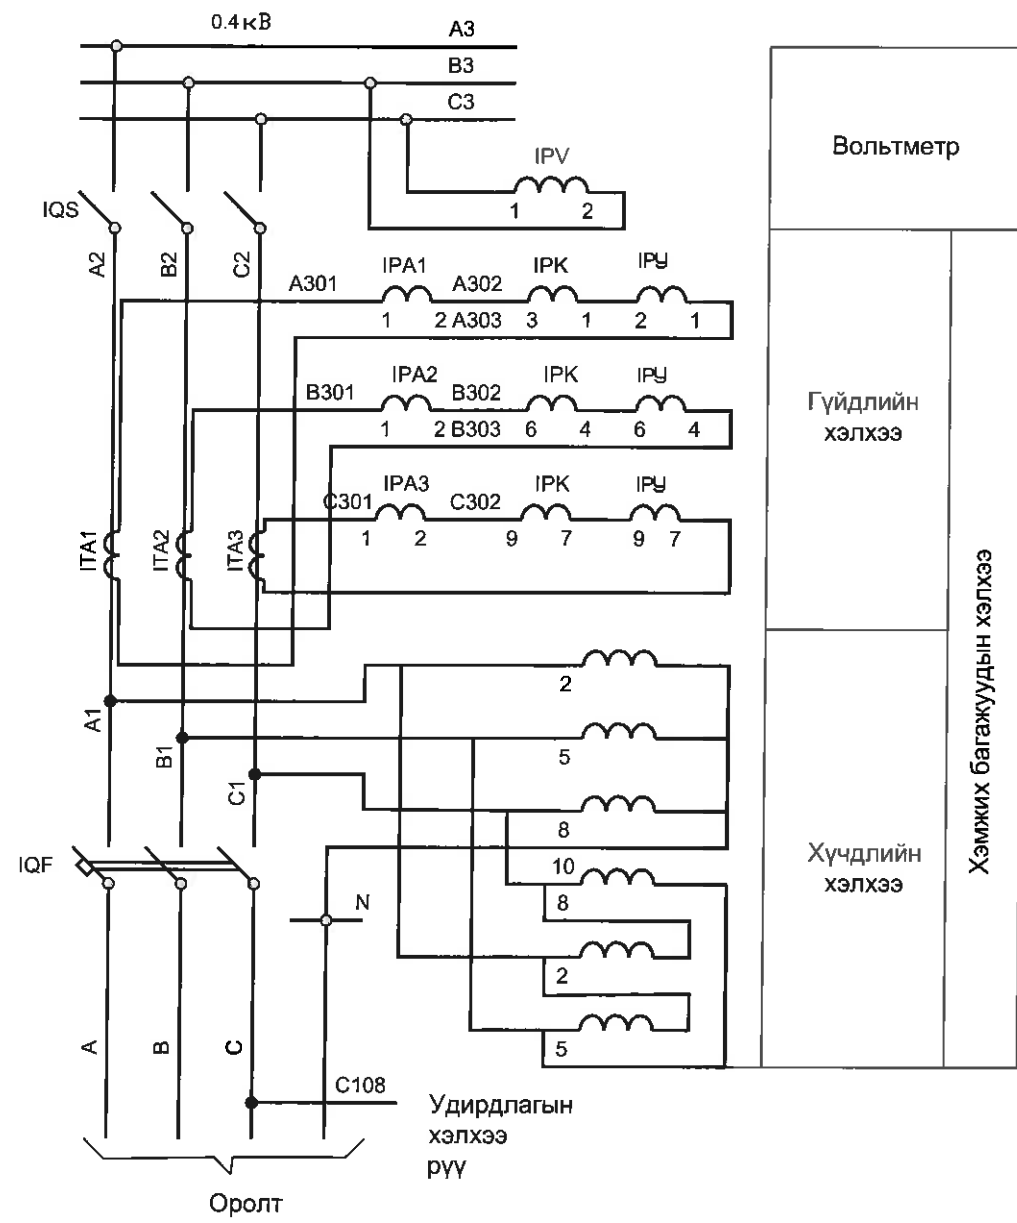 0.4кВ
A3
B3
C3
IPV
1 2
Вольтметр
IQS
A2
B2
C2
IPA1 IPK IPУ
A301 A302
1 2 A303 3 1 2 1
IPA2 IPK IPУ
B301 B302
1 2 B303 6 4 6 4
Гүйдлийн
хэлхээ
IPA3 IPK IPУ
C301 C302
1 2 9 7 9 7
ITA1
ITA2
ITA3
Хэмжих багажуудын хэлхээ
2
A1
B1
5
C1
8
IQF
10
8
Хүчдлийн
хэлхээ
N
2
5
A
B
C
C108
Удирдлагын
хэлхээ
рүү
Оролт